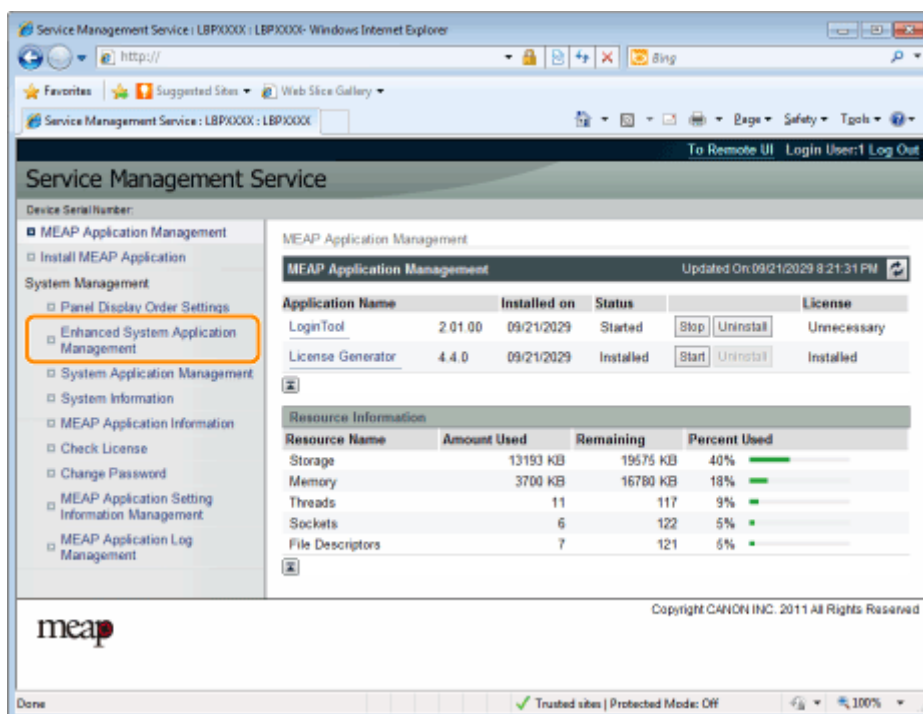 Service Management Service : LBPXXXX : LBPXXXX- Windows Internet Explorer
http://
Bing
Favorites Suggested Sites Web Slice Gallery
Service Management Service : LBPXXXX : LBPXXXX
Page Safety Tools
To Remote UI Login User:1 Log Out
Service Management Service
Device Serial Number:
MEAP Application Management
Install MEAP Application
System Management
Panel Display Order Settings
Enhanced System Application
Management
System Application Management
System Information
MEAP Application Information
Check License
Change Password
MEAP Application Setting
Information Management
MEAP Application Log
Management
MEAP Application Management
MEAP Application Management Updated On:09/21/2029 8:21:31 PM
Application Name Installed on Status License
LoginTool 2.01.00 09/21/2029 Started Stop Uninstall Unnecessary
License Generator 4.4.0 09/21/2029 Installed Start Uninstall Installed
Resource Information
Resource Name Amount Used Remaining Percent Used
Storage 13193 KB 19575 KB 40%
Memory 3700 KB 16780 KB 18%
Threads 11 117 9%
Sockets 6 122 5%
File Descriptors 7 121 6%
Copyright CANON INC. 2011 All Rights Reserved
meap
Done Trusted sites | Protected Mode: Off 100%